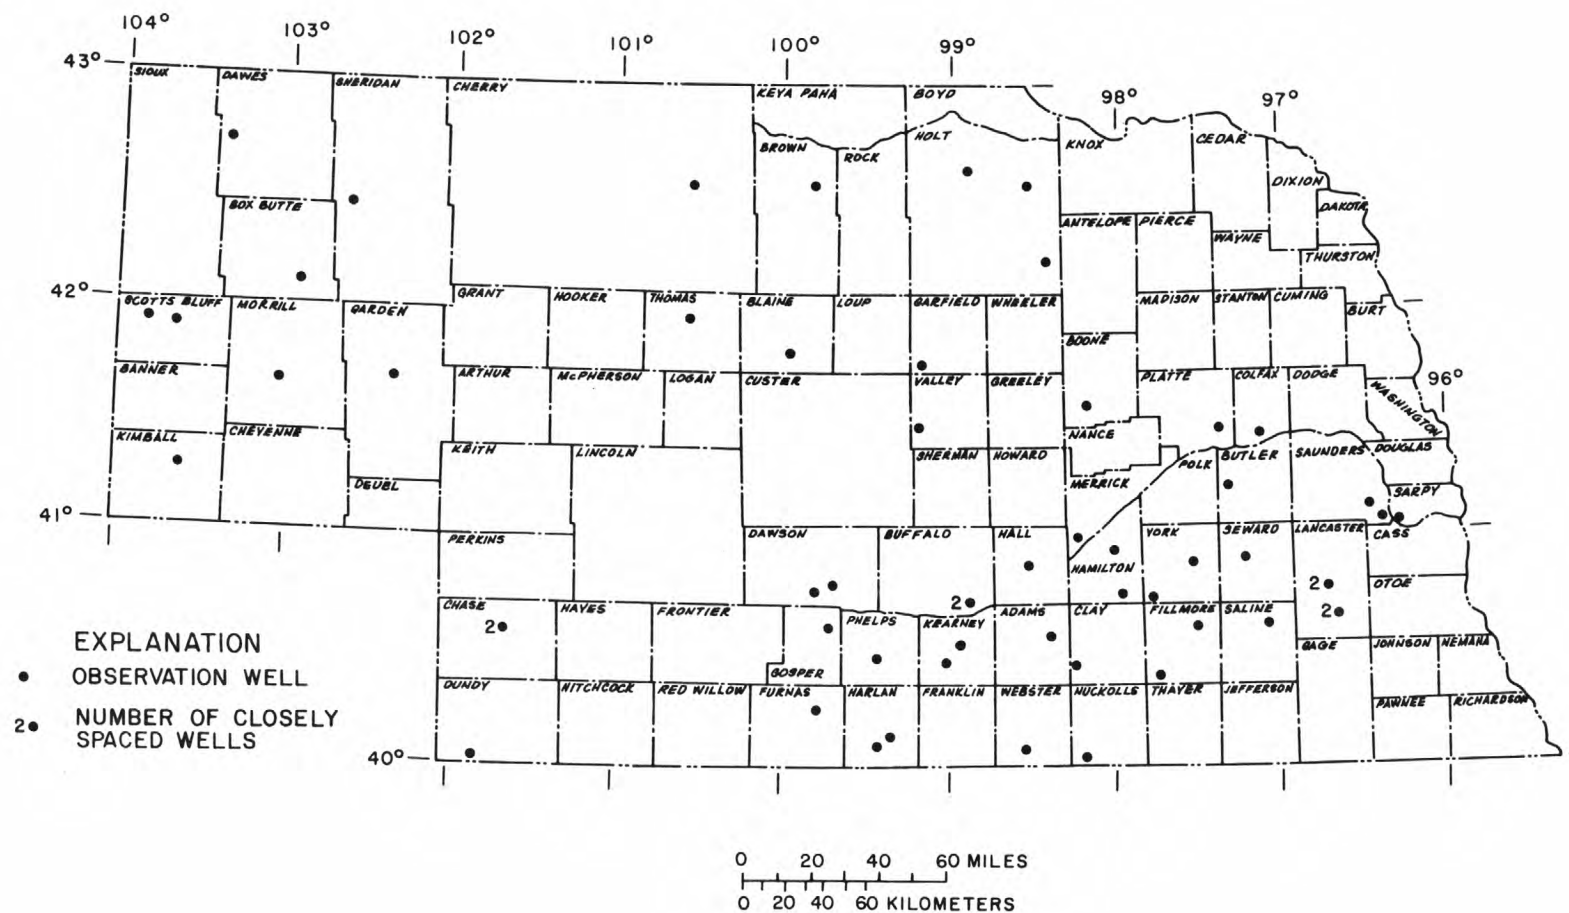 104°
103°
102°
101°
100°
99°
98°
97°
43°
SIOUX
DAWES
SHERIDAN
CHERRY
KEYA PAHA
BOYD
BROWN
ROCK
HOLT
KNOX
CEDAR
DIXION
DAKOTA
BOX BUTTE
ANTELOPE
PIERCE
WAYNE
THURSTON
42°
SCOTTS BLUFF
MORRILL
GARDEN
GRANT
HOOKER
THOMAS
BLAINE
LOUP
GARFIELD
WHEELER
MADISON
STANTON
CUMING
BURT
BOONE
BANNER
ARTHUR
McPHERSON
LOGAN
CUSTER
VALLEY
GREELEY
PLATTE
COLFAX
DODGE
WASHINGTON
96°
KIMBALL
CHEYENNE
NANCE
KEITH
LINCOLN
SHERMAN
HOWARD
MERRICK
POLK
BUTLER
SAUNDERS
DOUGLAS
SARPY
DEUEL
41°
PERKINS
DAWSON
BUFFALO
HALL
HAMILTON
YORK
SEWARD
LANCASTER
CASS
OTOE
2
2
2
CHASE
HAYES
FRONTIER
PHELPS
KEARNEY
ADAMS
CLAY
FILLMORE
SALINE
2
GAGE
JOHNSON
NEMAHA
GOSPER
DUNDY
HITCHCOCK
RED WILLOW
FURNAS
HARLAN
FRANKLIN
WEBSTER
NUCKOLLS
THAYER
JEFFERSON
PAWNEE
RICHARDSON
40°
EXPLANATION
OBSERVATION WELL
2 NUMBER OF CLOSELY
SPACED WELLS
0 20 40 60 MILES
0 20 40 60 KILOMETERS